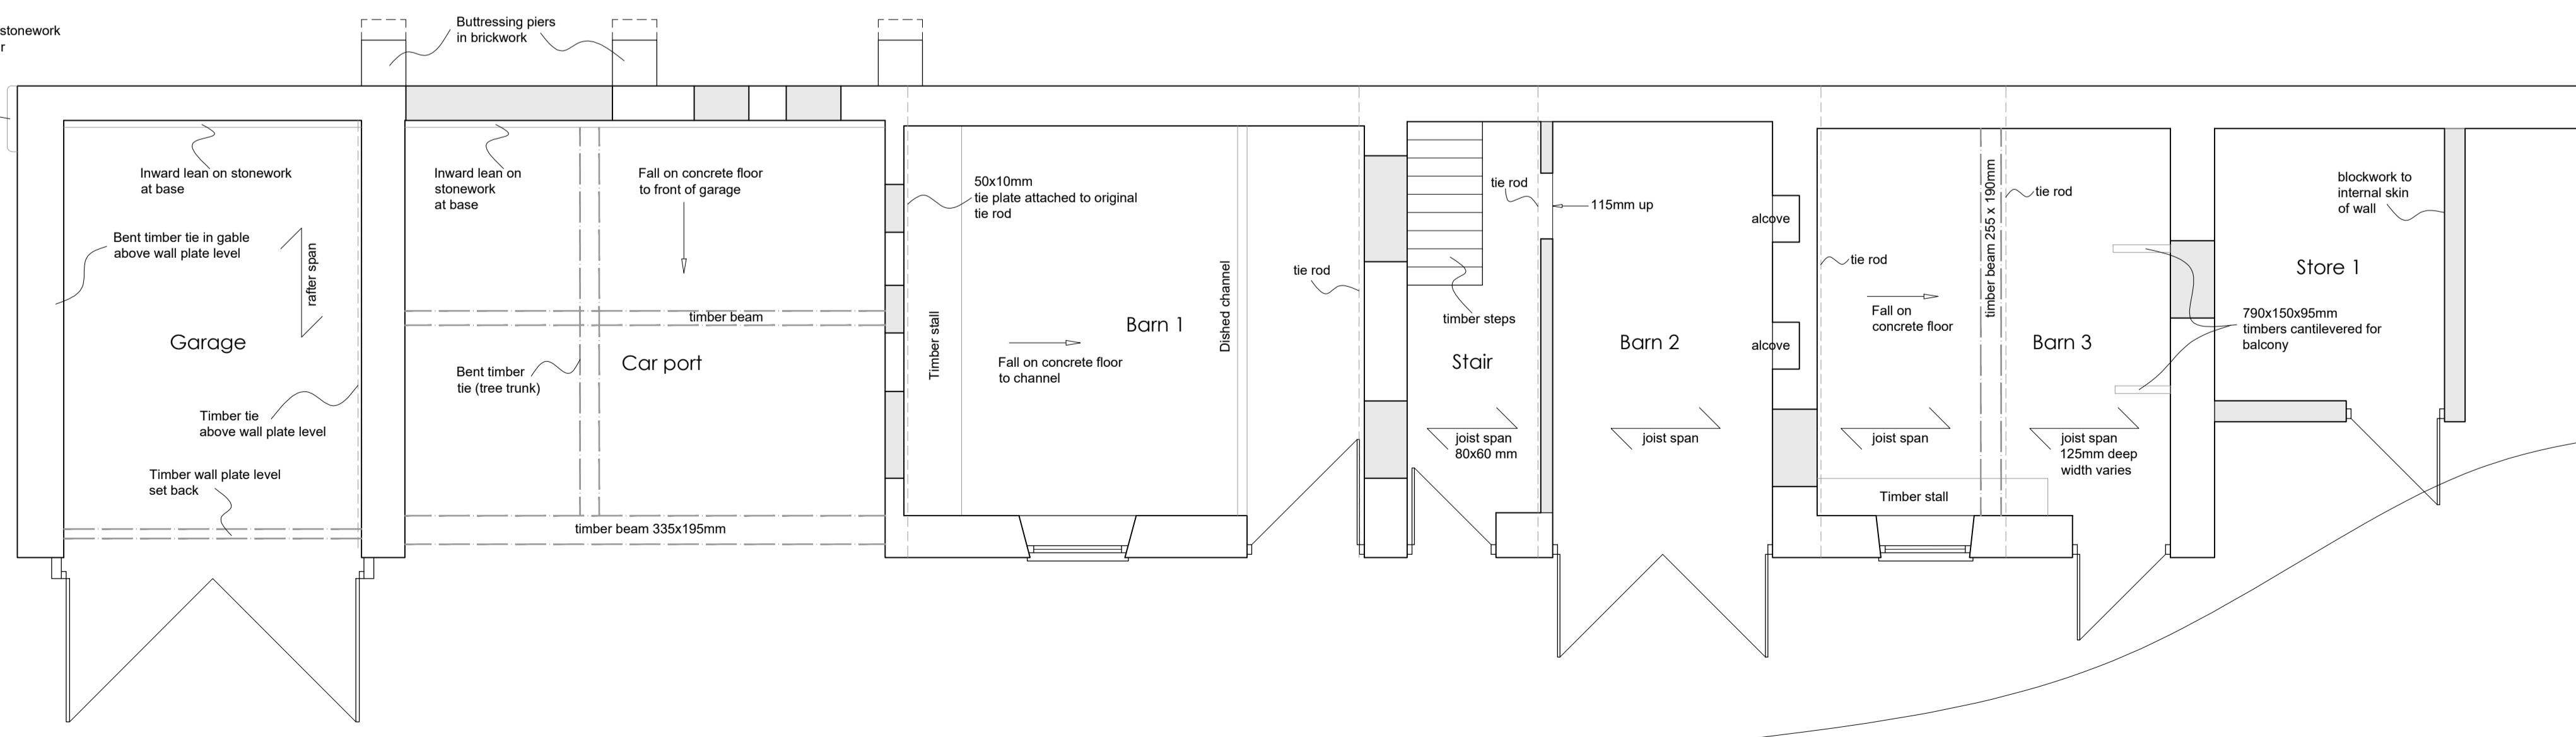 stonework
r
Buttressing piers
in brickwork
Inward lean on stonework
at base
Bent timber tie in gable
above wall plate level
rafter span
Garage
Timber tie
above wall plate level
Timber wall plate level
set back
Inward lean on
stonework
at base
Fall on concrete floor
to front of garage
timber beam
Car port
Bent timber
tie (tree trunk)
timber beam 335x195mm
50x10mm
tie plate attached to original
tie rod
Timber stall
Barn 1
Fall on concrete floor
to channel
Dished channel
tie rod
timber steps
Stair
joist span
80x60 mm
tie rod
115mm up
Barn 2
joist span
alcove
alcove
tie rod
Fall on
concrete floor
joist span
Timber stall
timber beam 255 x 190mm
tie rod
Barn 3
joist span
125mm deep
width varies
blockwork to
internal skin
of wall
Store 1
790x150x95mm
timbers cantilevered for
balcony